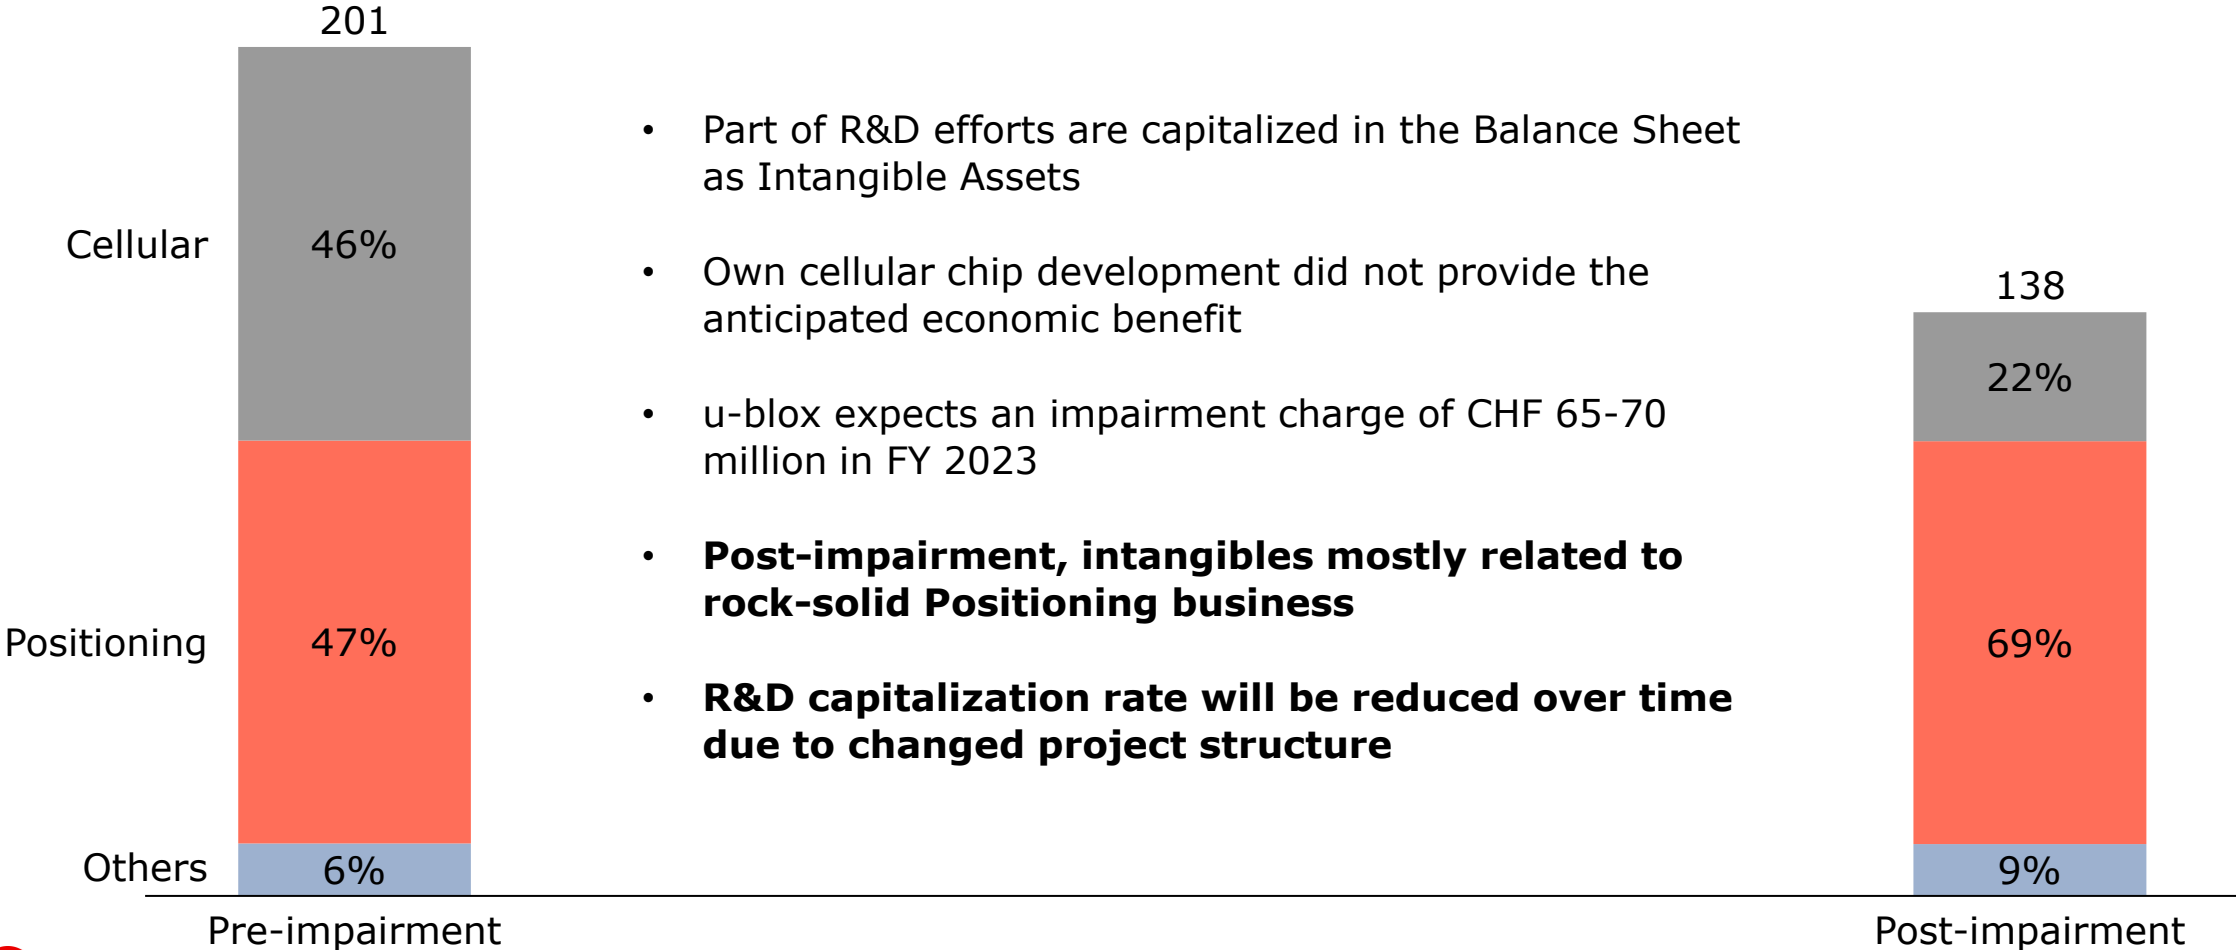 201
Cellular
46%
Positioning
47%
Others
6%
Pre-impairment
• Part of R&D efforts are capitalized in the Balance Sheet
as Intangible Assets
• Own cellular chip development did not provide the
anticipated economic benefit
• u-blox expects an impairment charge of CHF 65-70
million in FY 2023
• Post-impairment, intangibles mostly related to
rock-solid Positioning business
• R&D capitalization rate will be reduced over time
due to changed project structure
138
22%
69%
9%
Post-impairment